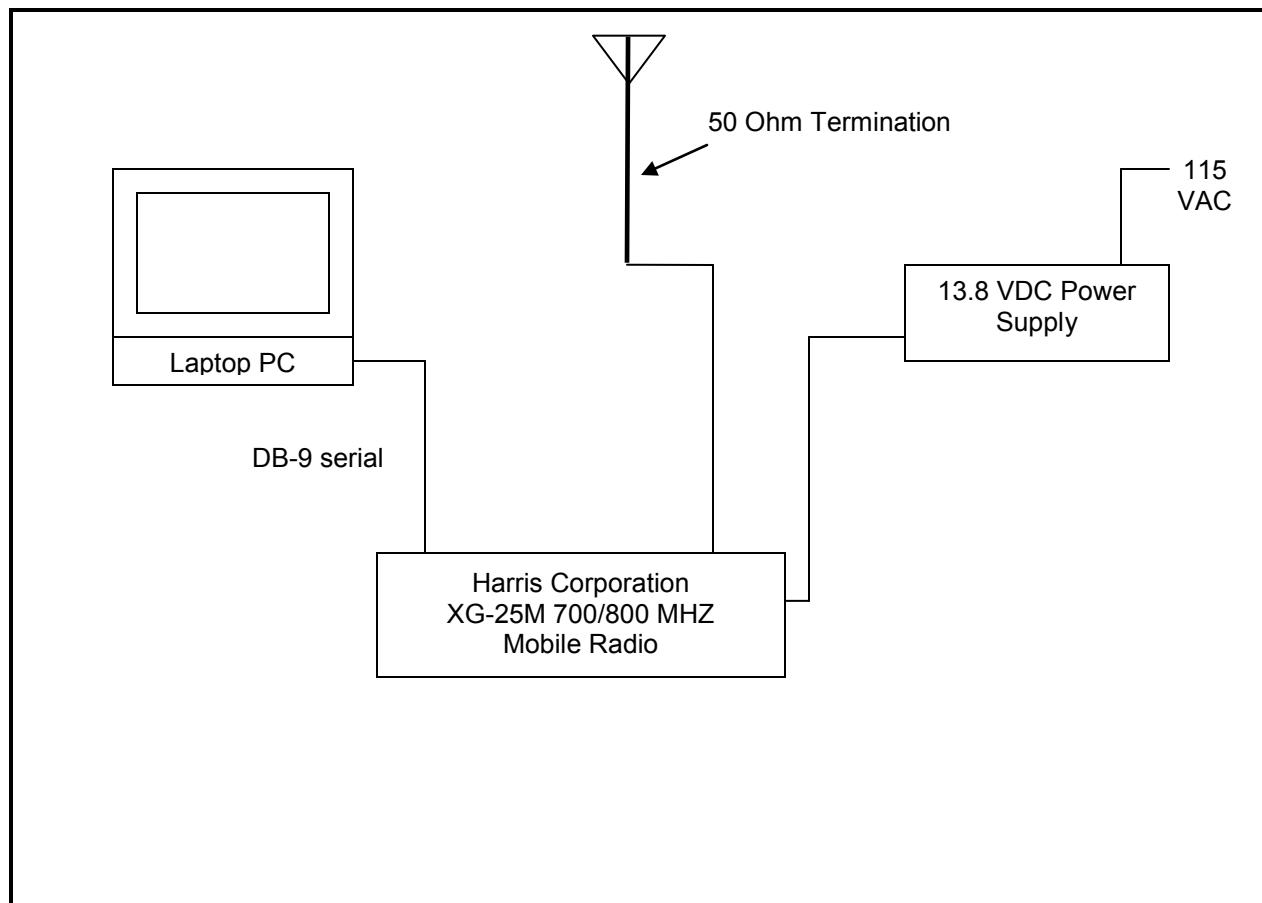 50 Ohm Termination
115
VAC
13.8 VDC Power
Supply
Laptop PC
DB-9 serial
Harris Corporation
XG-25M 700/800 MHZ
Mobile Radio